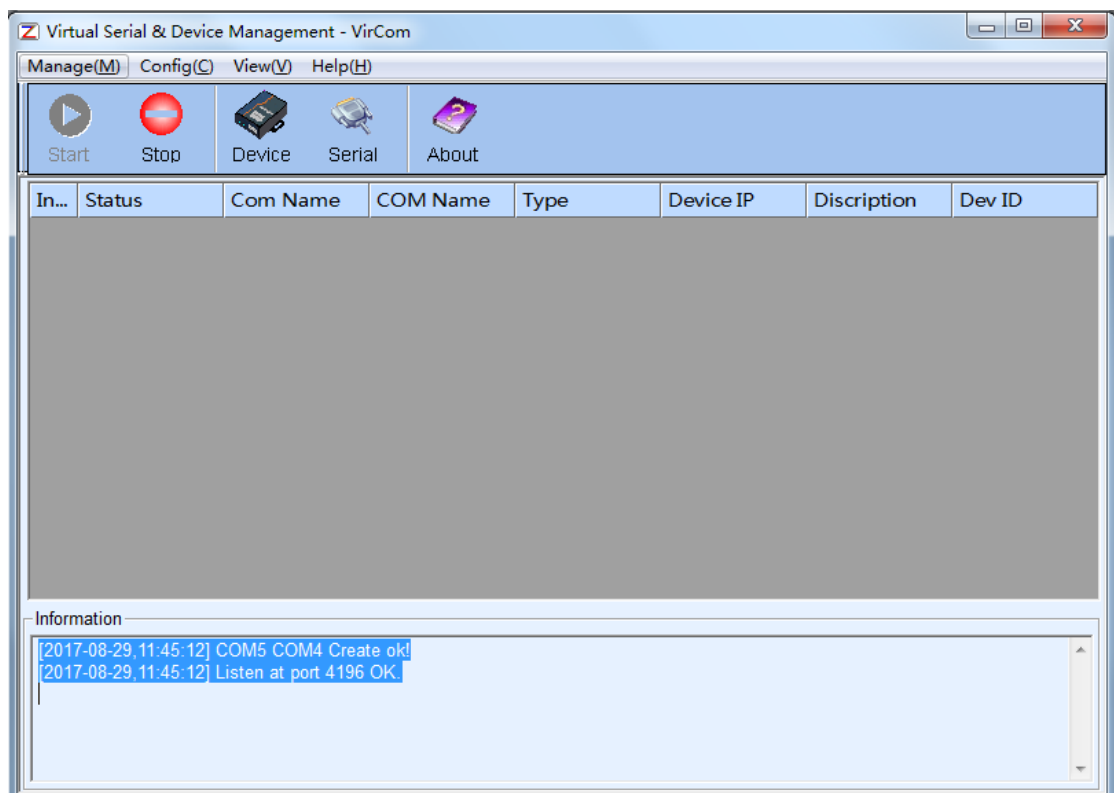 Virtual Serial & Device Management - VirCom
Manage(M) Config(C) View(V) Help(H)
Start Stop Device Serial About
In... Status Com Name COM Name Type Device IP Discription Dev ID
Information
[2017-08-29,11:45:12] COM5 COM4 Create ok!
[2017-08-29,11:45:12] Listen at port 4196 OK.